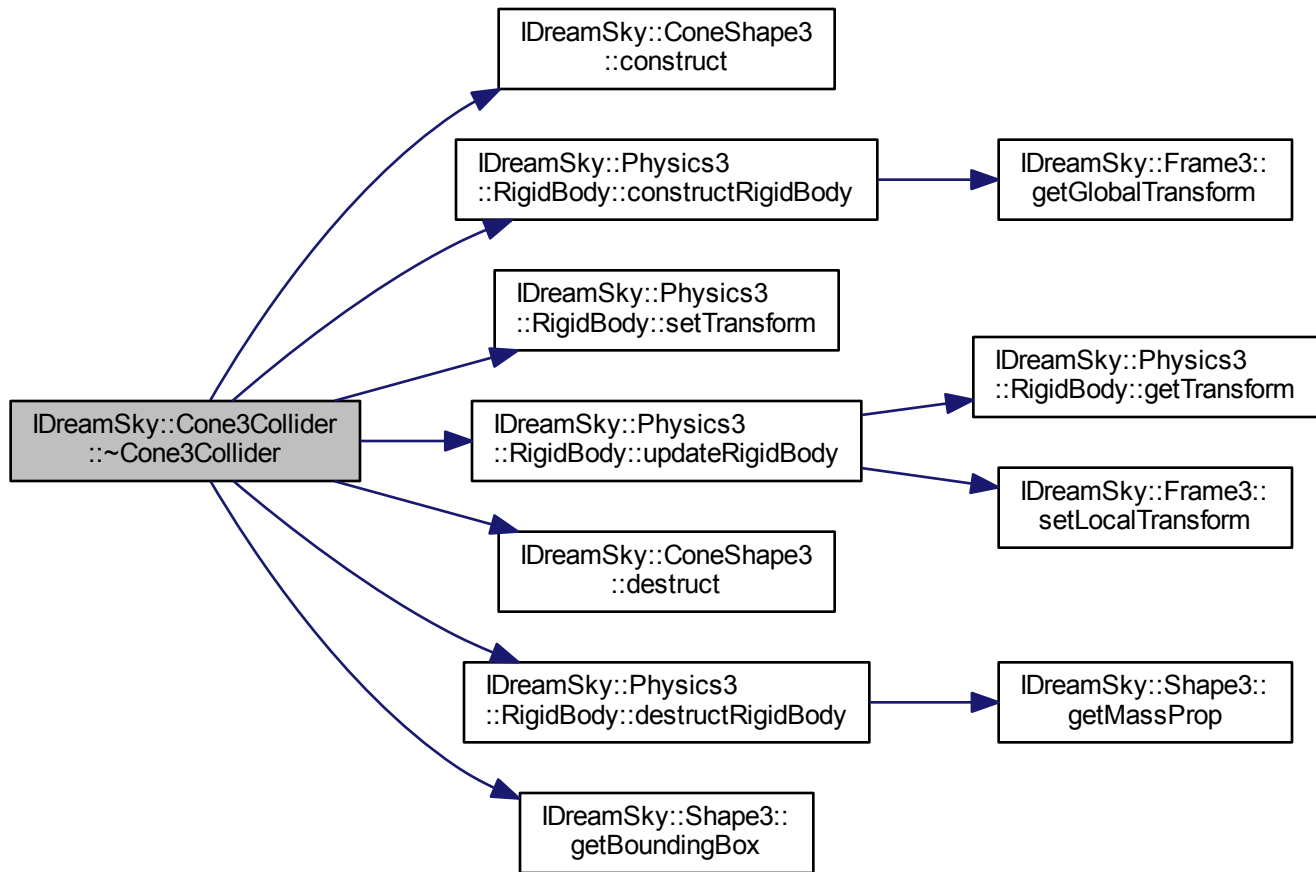 IDreamSky::ConeShape3
::construct
IDreamSky::Physics3
::RigidBody::constructRigidBody
IDreamSky::Frame3::
getGlobalTransform
IDreamSky::Physics3
::RigidBody::setTransform
IDreamSky::Physics3
::RigidBody::getTransform
IDreamSky::Cone3Collider
::~Cone3Collider
IDreamSky::Physics3
::RigidBody::updateRigidBody
IDreamSky::Frame3::
setLocalTransform
IDreamSky::ConeShape3
::destruct
IDreamSky::Physics3
::RigidBody::destructRigidBody
IDreamSky::Shape3::
getMassProp
IDreamSky::Shape3::
getBoundingBox